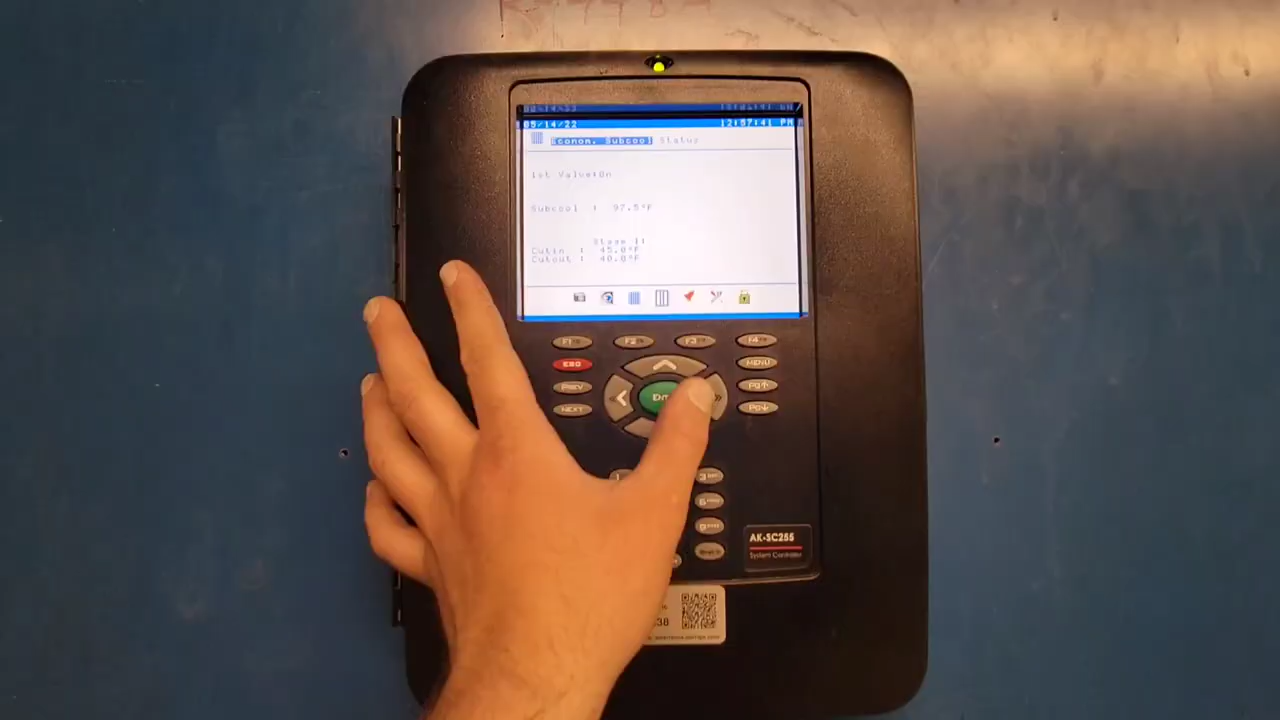 05/14/22 12:57:41 PM
Econom. Subcool Status
1st Valve:On
Subcool : 97.5°F
Stage 1:
Cutin : 45.0°F
Cutout : 40.0°F
F1 F2 F3 F4
ESC MENU
PREV PG↑
NEXT PG↓
AK-SC255
System Controller
38